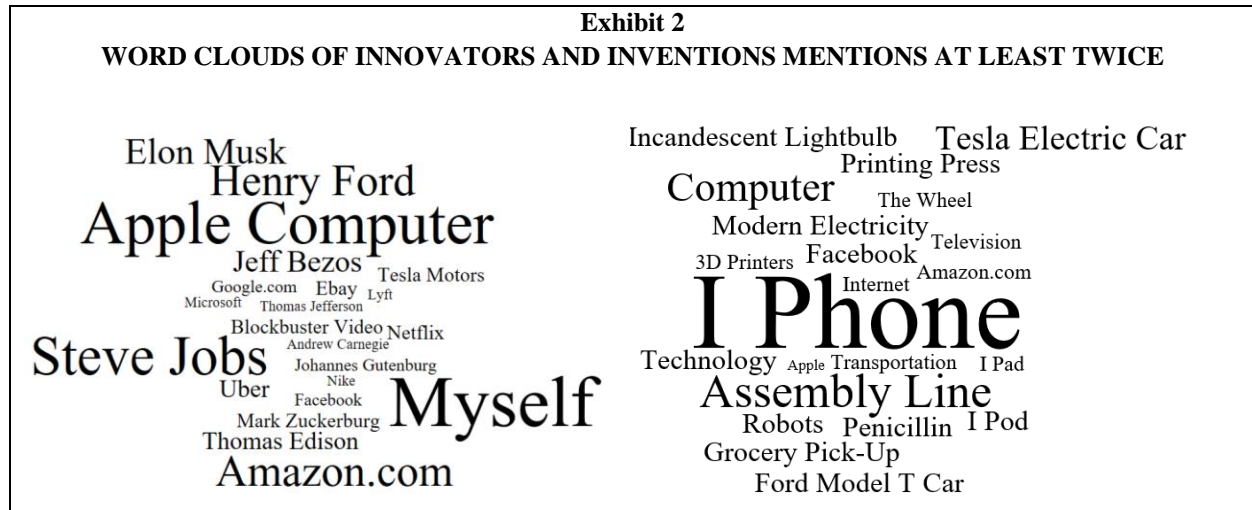 Exhibit 2
WORD CLOUDS OF INNOVATORS AND INVENTIONS MENTIONS AT LEAST TWICE
Elon Musk
Henry Ford
Apple Computer
Jeff Bezos
Tesla Motors
Google.com
Ebay
Lyft
Microsoft
Thomas Jefferson
Blockbuster Video
Netflix
Steve Jobs
Andrew Carnegie
Johannes Gutenburg
Uber
Nike
Facebook
Myself
Mark Zuckerburg
Thomas Edison
Amazon.com
Incandescent Lightbulb
Tesla Electric Car
Printing Press
Computer
The Wheel
Modern Electricity
Television
3D Printers
Facebook
Amazon.com
Internet
I Phone
Technology
Apple
Transportation
I Pad
Assembly Line
Robots
Penicillin
I Pod
Grocery Pick-Up
Ford Model T Car